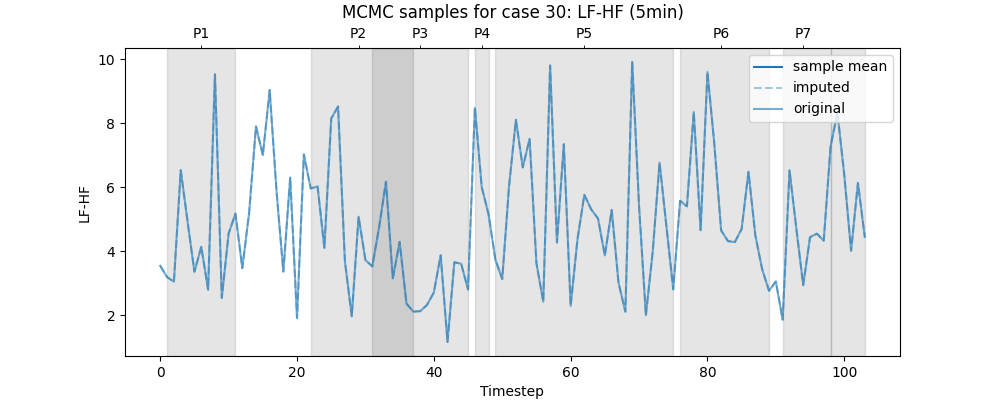 MCMC samples for case 30: LF-HF (5min)
P1 P2 P3 P4 P5 P6 P7
sample mean
imputed
original
10
8
6
4
2
LF-HF
0 20 40 60 80 100
Timestep